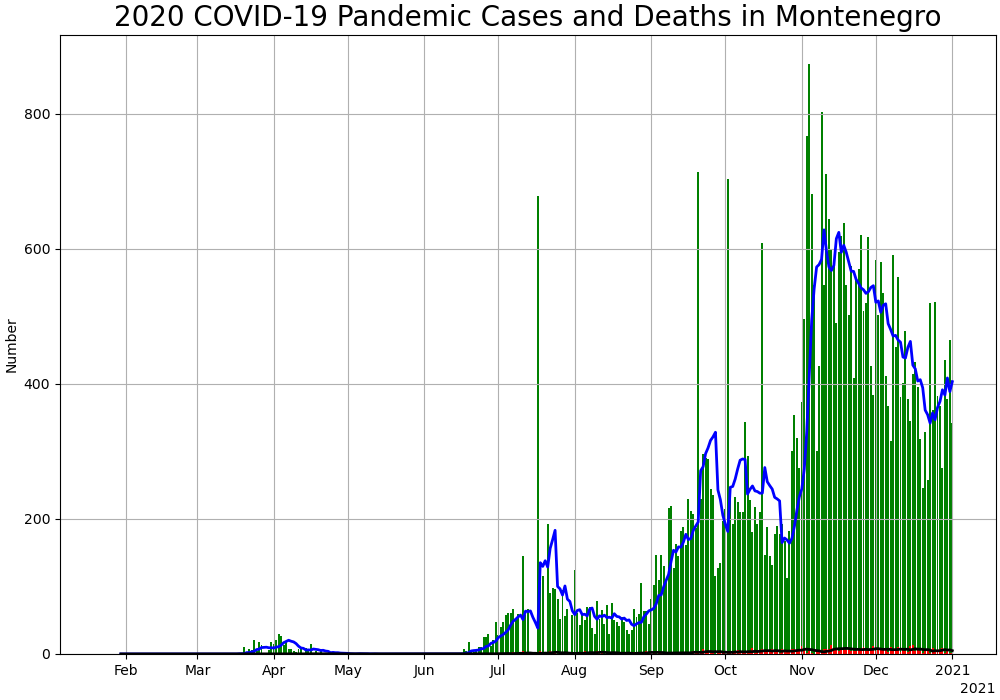 2020 COVID-19 Pandemic Cases and Deaths in Montenegro
Number
800
600
400
200
0
Feb Mar Apr May Jun Jul Aug Sep Oct Nov Dec 2021
2021